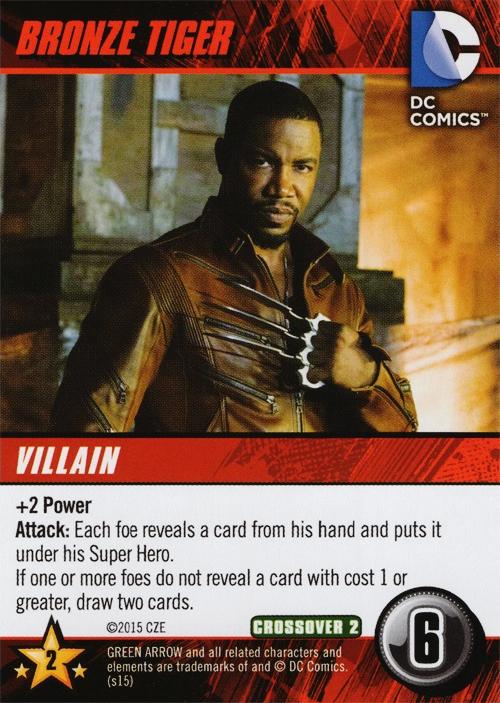 BRONZE TIGER
DC
DC
COMICS™
VILLAIN
+2 Power
Attack: Each foe reveals a card from his hand and puts it
under his Super Hero.
If one or more foes do not reveal a card with cost 1 or
greater, draw two cards.
©2015 CZE
CROSSOVER 2
2
GREEN ARROW and all related characters and
elements are trademarks of and © DC Comics.
(s15)
6